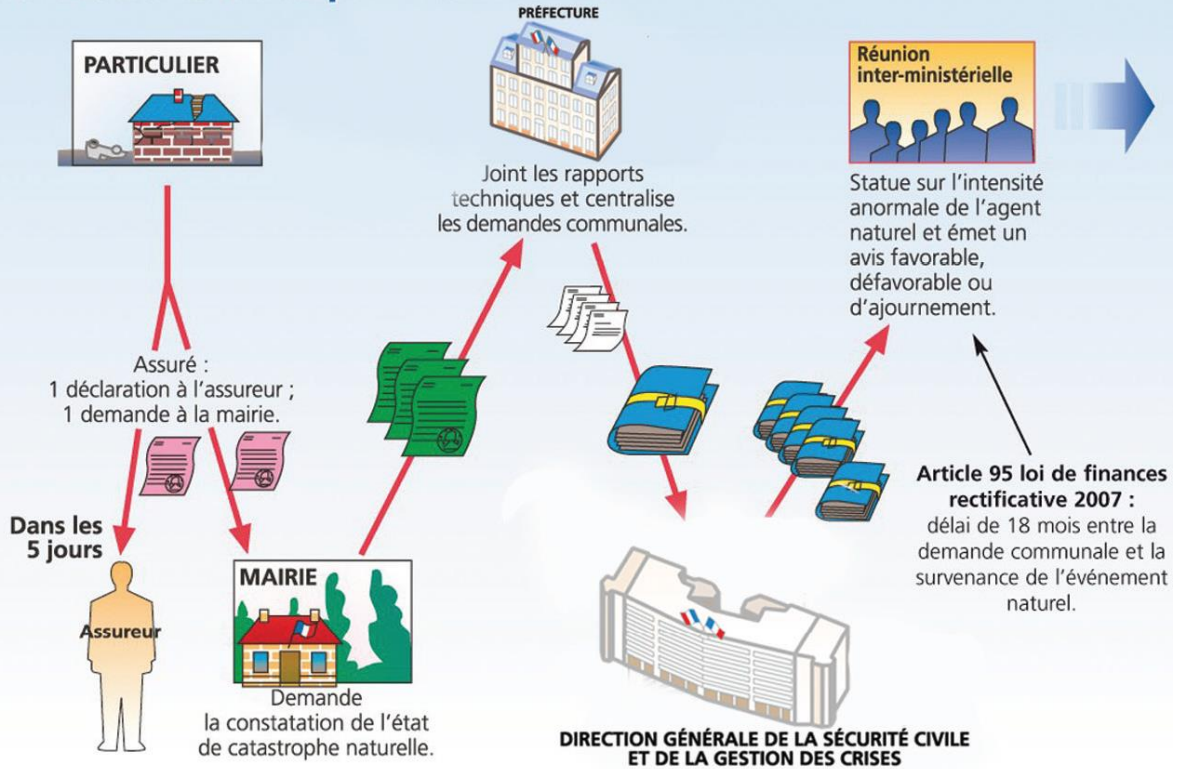 PARTICULIER
Assuré :
1 déclaration à l'assureur ;
1 demande à la mairie.
Dans les
5 jours
Assureur
MAIRIE
Demande
la constatation de l'état
de catastrophe naturelle.
PRÉFECTURE
Joint les rapports
techniques et centralise
les demandes communales.
DIRECTION GÉNÉRALE DE LA SÉCURITÉ CIVILE
ET DE LA GESTION DES CRISES
Réunion
inter-ministérielle
Statue sur l'intensité
anormale de l'agent
naturel et émet un
avis favorable,
défavorable ou
d'ajournement.
Article 95 loi de finances
rectificative 2007 :
délai de 18 mois entre la
demande communale et la
survenance de l'événement
naturel.